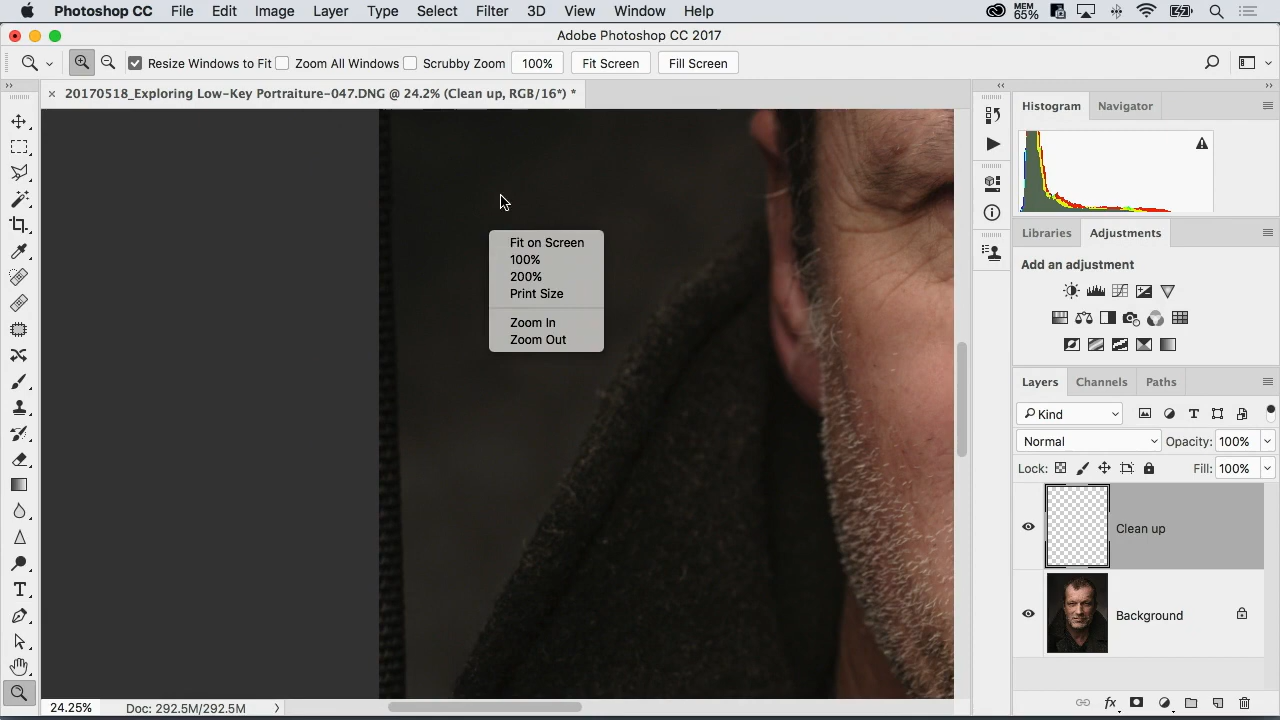 Photoshop CC File Edit Image Layer Type Select Filter 3D View Window Help MEM 65%
Adobe Photoshop CC 2017
Resize Windows to Fit Zoom All Windows Scrubby Zoom 100% Fit Screen Fill Screen
20170518_Exploring Low-Key Portraiture-047.DNG @ 24.2% (Clean up, RGB/16*) *
Histogram Navigator
Libraries Adjustments
Add an adjustment
Fit on Screen
100%
200%
Print Size
Zoom In
Zoom Out
Layers Channels Paths
Kind
Normal Opacity: 100%
Lock: Fill: 100%
Clean up
Background
24.25% Doc: 292.5M/292.5M